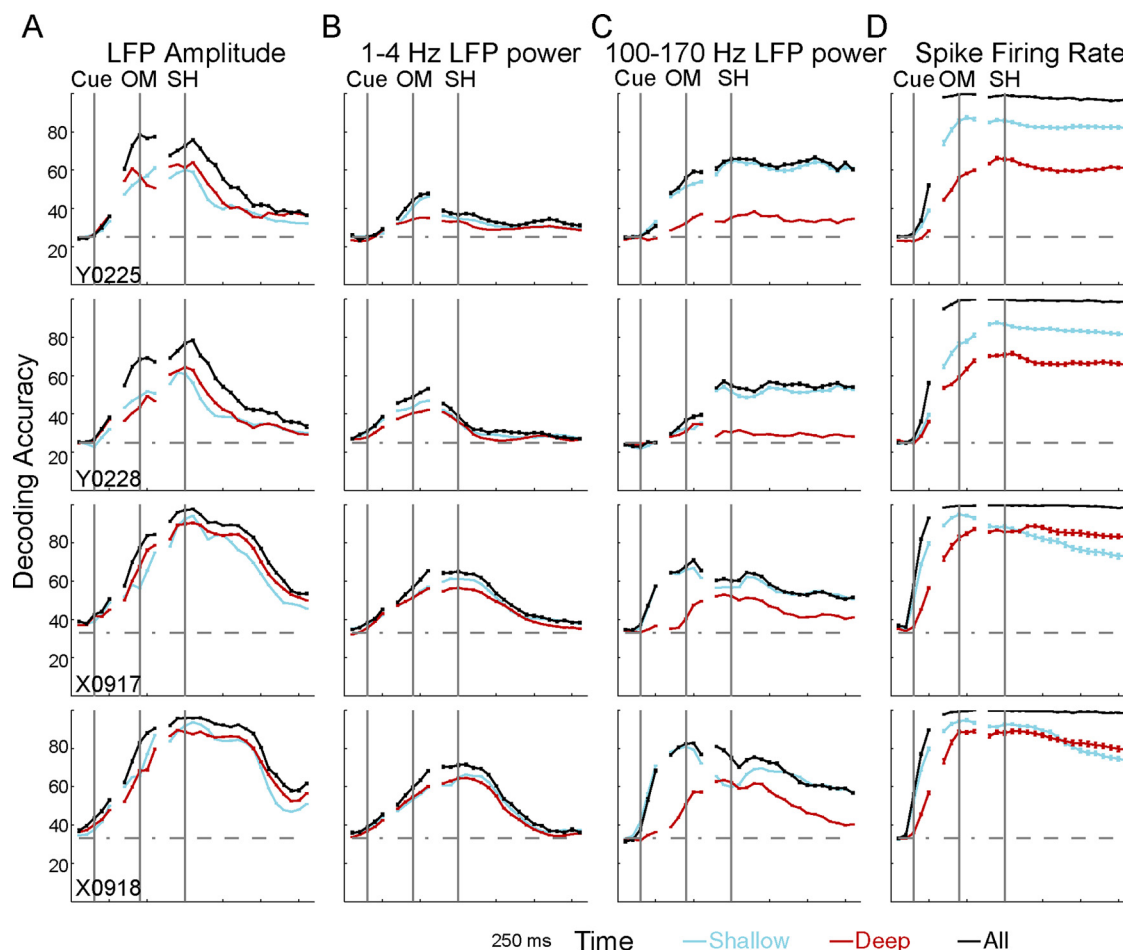 A B C D
LFP Amplitude 1-4 Hz LFP power 100-170 Hz LFP power Spike Firing Rate
Cue OM SH Cue OM SH Cue OM SH Cue OM SH
80
60
40
20
Y0225
80
60
40
20
Y0228
80
60
40
20
X0917
80
60
40
20
X0918
Decoding Accuracy
250 ms Time Shallow Deep All